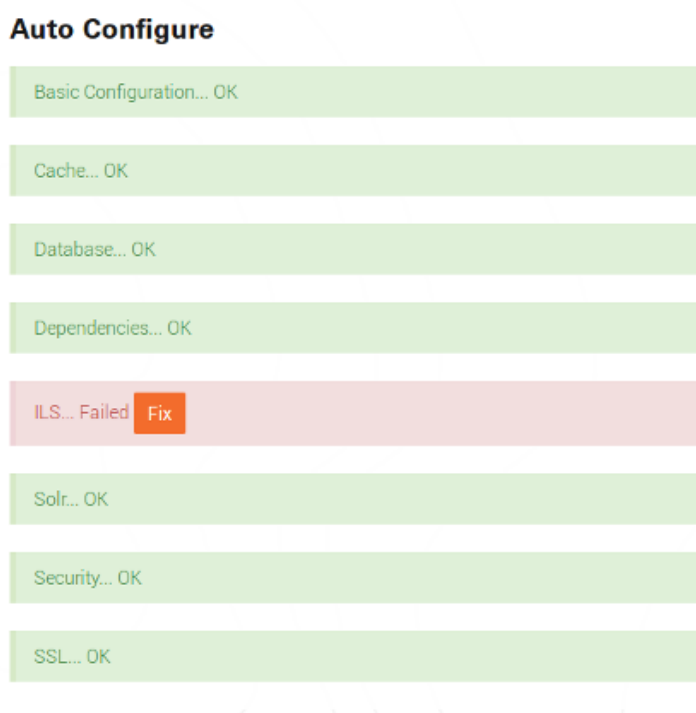 Auto Configure
Basic Configuration... OK
Cache... OK
Database... OK
Dependencies... OK
ILS... Failed Fix
Solr... OK
Security... OK
SSL... OK